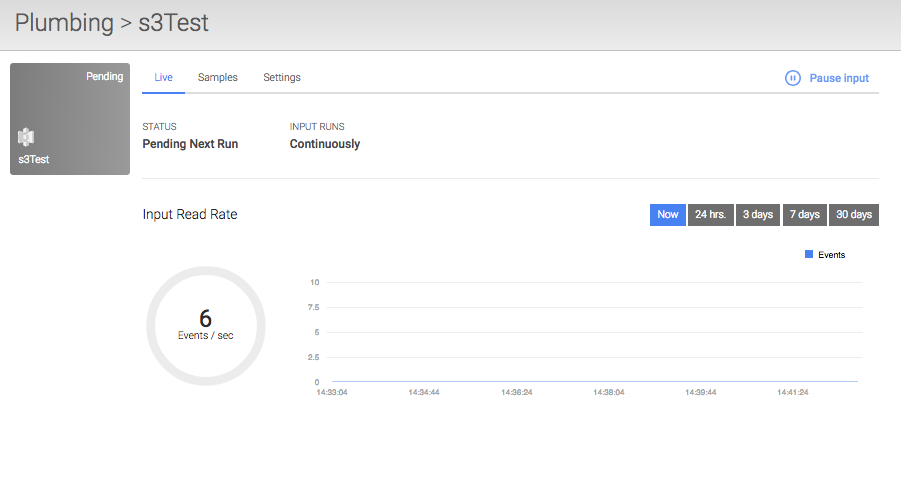 Plumbing > s3Test
Pending
s3Test
Live Samples Settings
Pause input
STATUS INPUT RUNS
Pending Next Run Continuously
Input Read Rate
Now 24 hrs. 3 days 7 days 30 days
Events
6
Events / sec
10
7.5
5
2.5
0
14:33:04 14:34:44 14:36:24 14:38:04 14:39:44 14:41:24